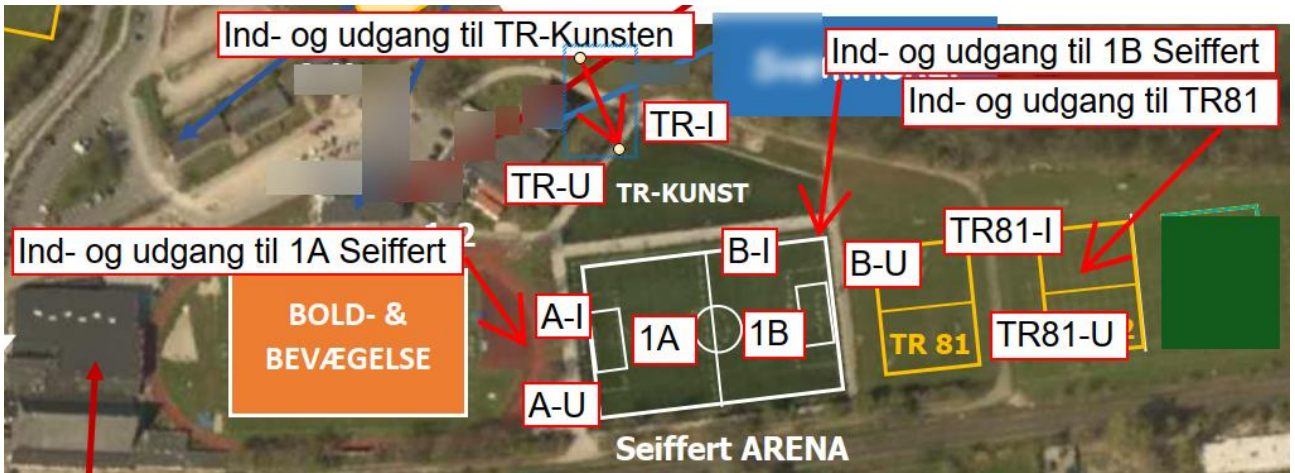 Ind- og udgang til TR-Kunsten
Ind- og udgang til 1B Seiffert
Ind- og udgang til TR81
TR-I
TR-U
TR-KUNST
Ind- og udgang til 1A Seiffert
B-I
B-U
TR81-I
BOLD- &
BEVÆGELSE
A-I
1A
1B
TR 81
TR81-U
A-U
Seiffert ARENA